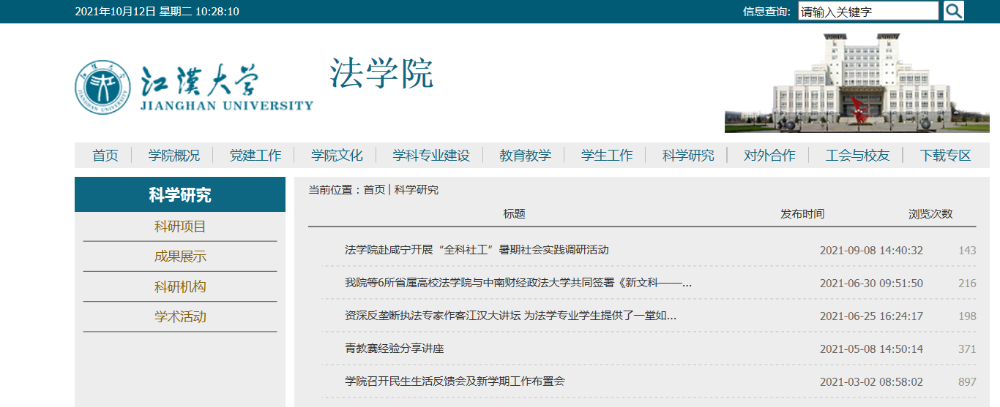 2021年10月12日 星期二 10:28:10 信息查询: 请输入关键字
江漢大学 法学院
JIANGHAN UNIVERSITY
首页 学院概况 党建工作 学院文化 学科专业建设 教育教学 学生工作 科学研究 对外合作 工会与校友 下载专区
科学研究
科研项目
成果展示
科研机构
学术活动
当前位置：首页 | 科学研究
标题 发布时间 浏览次数
法学院赴咸宁开展“全科社工”暑期社会实践调研活动 2021-09-08 14:40:32 143
我院等6所省属高校法学院与中南财经政法大学共同签署《新文科——... 2021-06-30 09:51:50 216
资深反垄断执法专家作客江汉大讲坛 为法学专业学生提供了一堂如... 2021-06-25 16:24:17 198
青教赛经验分享讲座 2021-05-08 14:50:14 371
学院召开民生生活反馈会及新学期工作布置会 2021-03-02 08:58:02 897